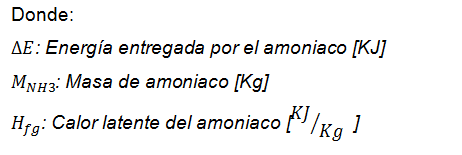 Donde:
ΔE: Energía entregada por el amoniaco [KJ]
M_NH3: Masa de amoniaco [Kg]
H_fg: Calor latente del amoniaco [KJ/Kg ]